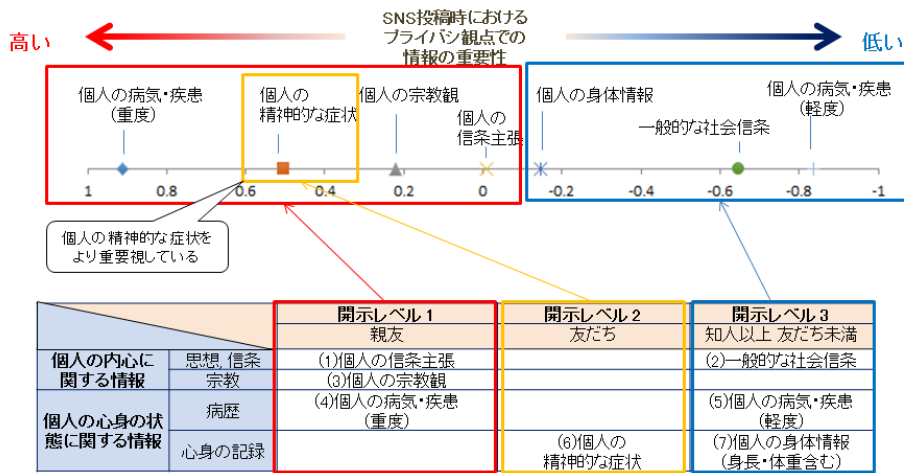 SNS投稿時における
プライバシ観点での
情報の重要性
高い
低い
個人の病気・疾患
(重度)
個人の
精神的な症状
個人の宗教観
個人の
信条主張
個人の身体情報
一般的な社会信条
個人の病気・疾患
(軽度)
1 0.8 0.6 0.4 0.2 0 -0.2 -0.4 -0.6 -0.8 -1
個人の精神的な症状を
より重要視している
開示レベル1 開示レベル2 開示レベル3
親友 友だち 知人以上 友だち未満
個人の内心に
関する情報
思想, 信条 (1)個人の信条主張 (2)一般的な社会信条
宗教 (3)個人の宗教観
個人の心身の状
態に関する情報
病歴 (4)個人の病気・疾患
(重度)
(5)個人の病気・疾患
(軽度)
心身の記録 (6)個人の
精神的な症状
(7)個人の身体情報
(身長・体重含む)